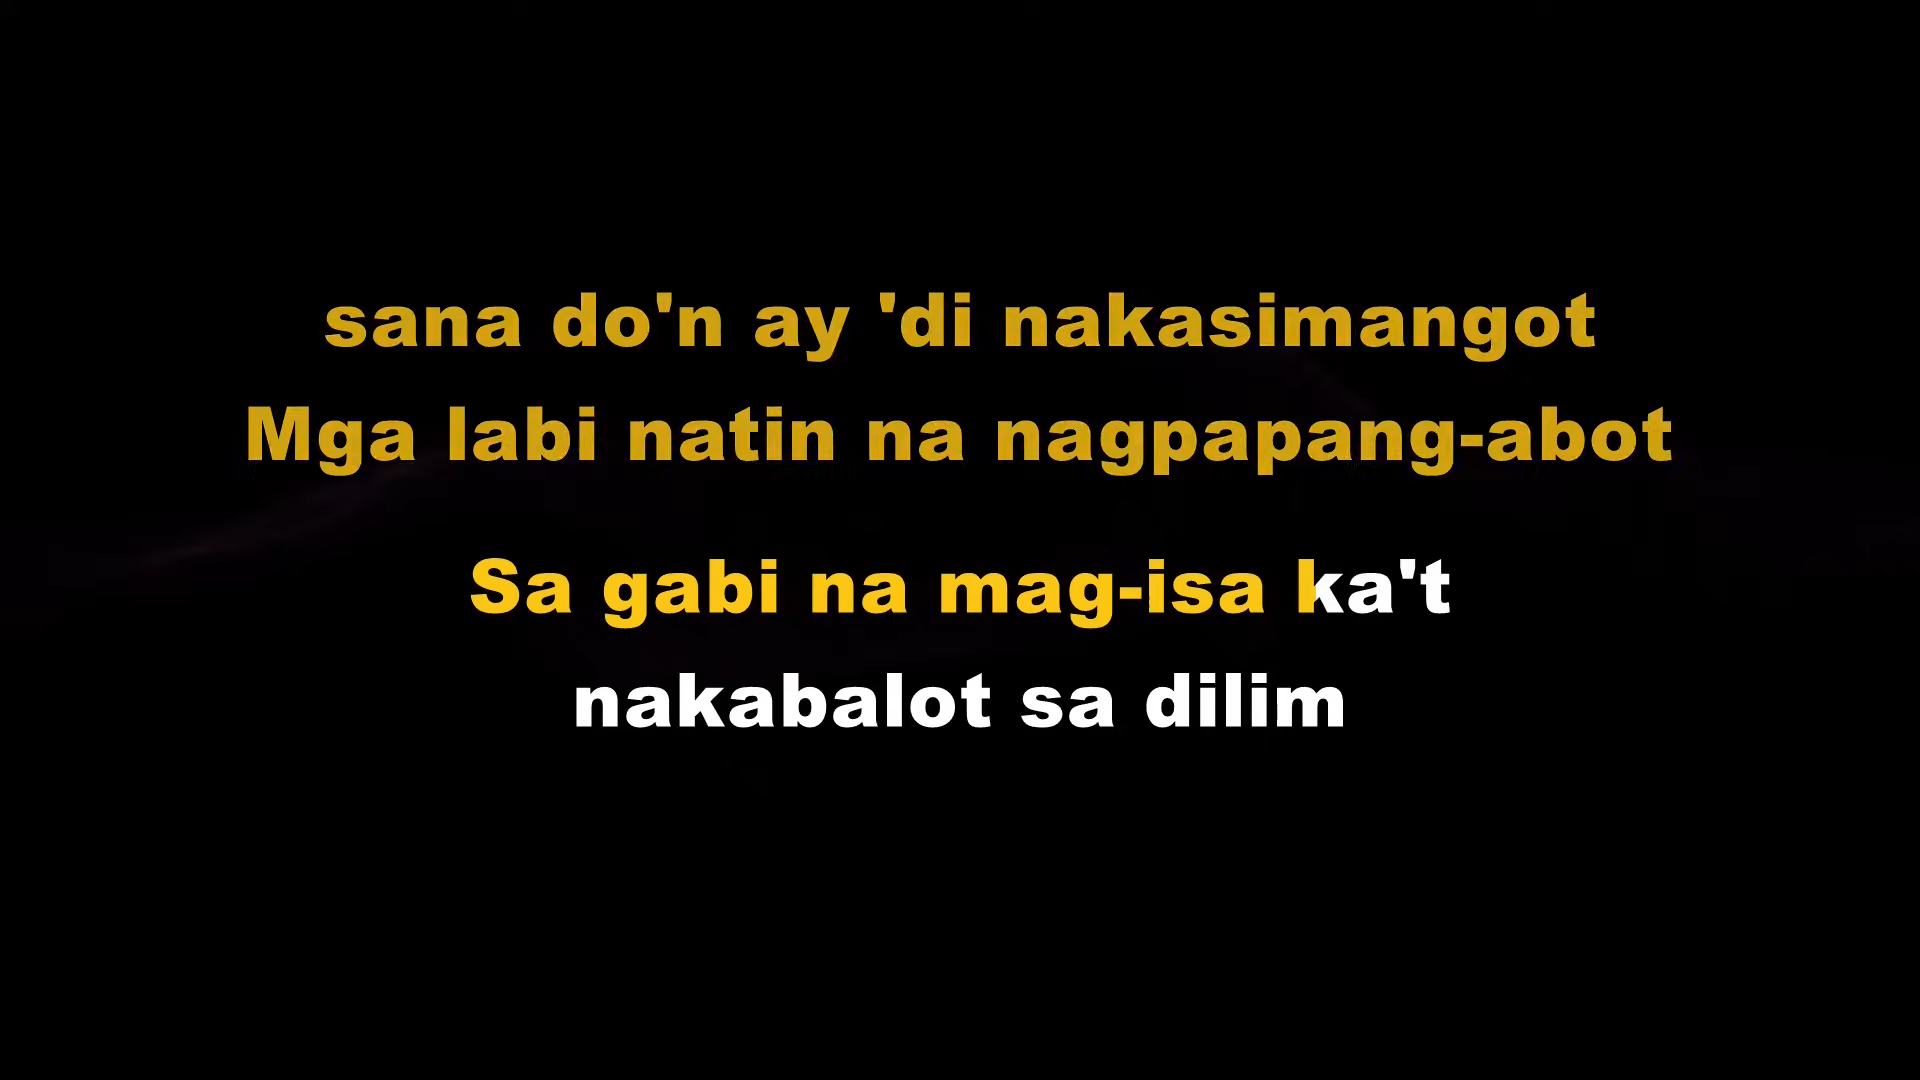 sana do'n ay 'di nakasimangot
Mga labi natin na nagpapang-abot
Sa gabi na mag-isa ka't
nakabalot sa dilim